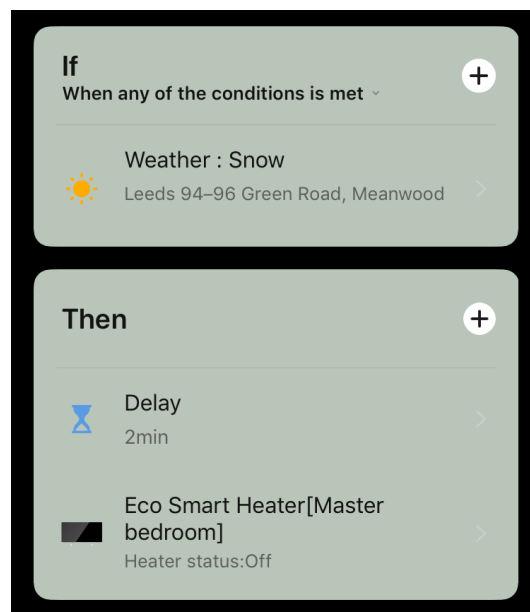 If
When any of the conditions is met
Weather : Snow
Leeds 94–96 Green Road, Meanwood
Then
Delay
2min
Eco Smart Heater[Master
bedroom]
Heater status:Off